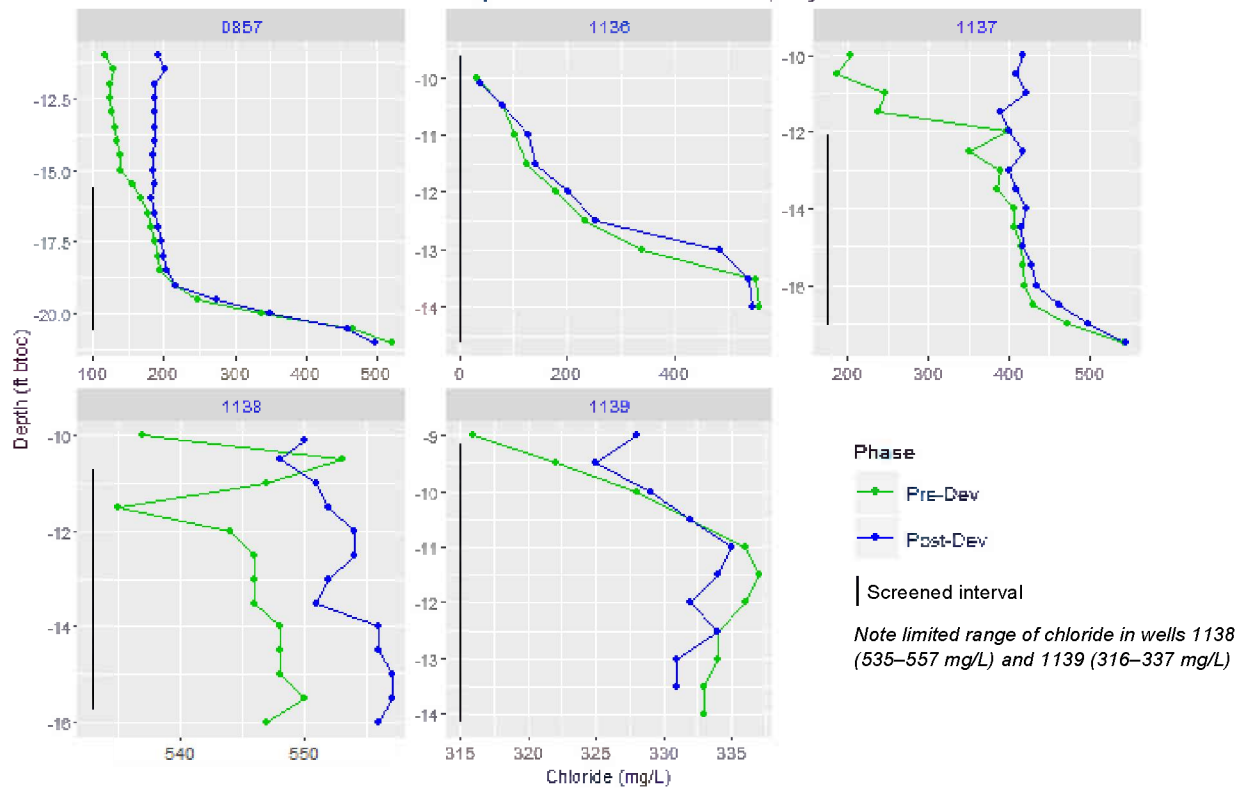 0857
1136
1137
-12.5
-15.0
-17.5
-20.0
100 200 300 400 500
-10
-11
-12
-13
-14
0 200 400
-10
-12
-14
-16
200 300 400 500
Depth (ft btoc)
1138
1139
-10
-12
-14
-16
540 550
-9
-10
-11
-12
-13
-14
315 320 325 330 335
Chloride (mg/L)
Phase
Pre-Dev
Post-Dev
Screened interval
Note limited range of chloride in wells 1138
(535–557 mg/L) and 1139 (316–337 mg/L)